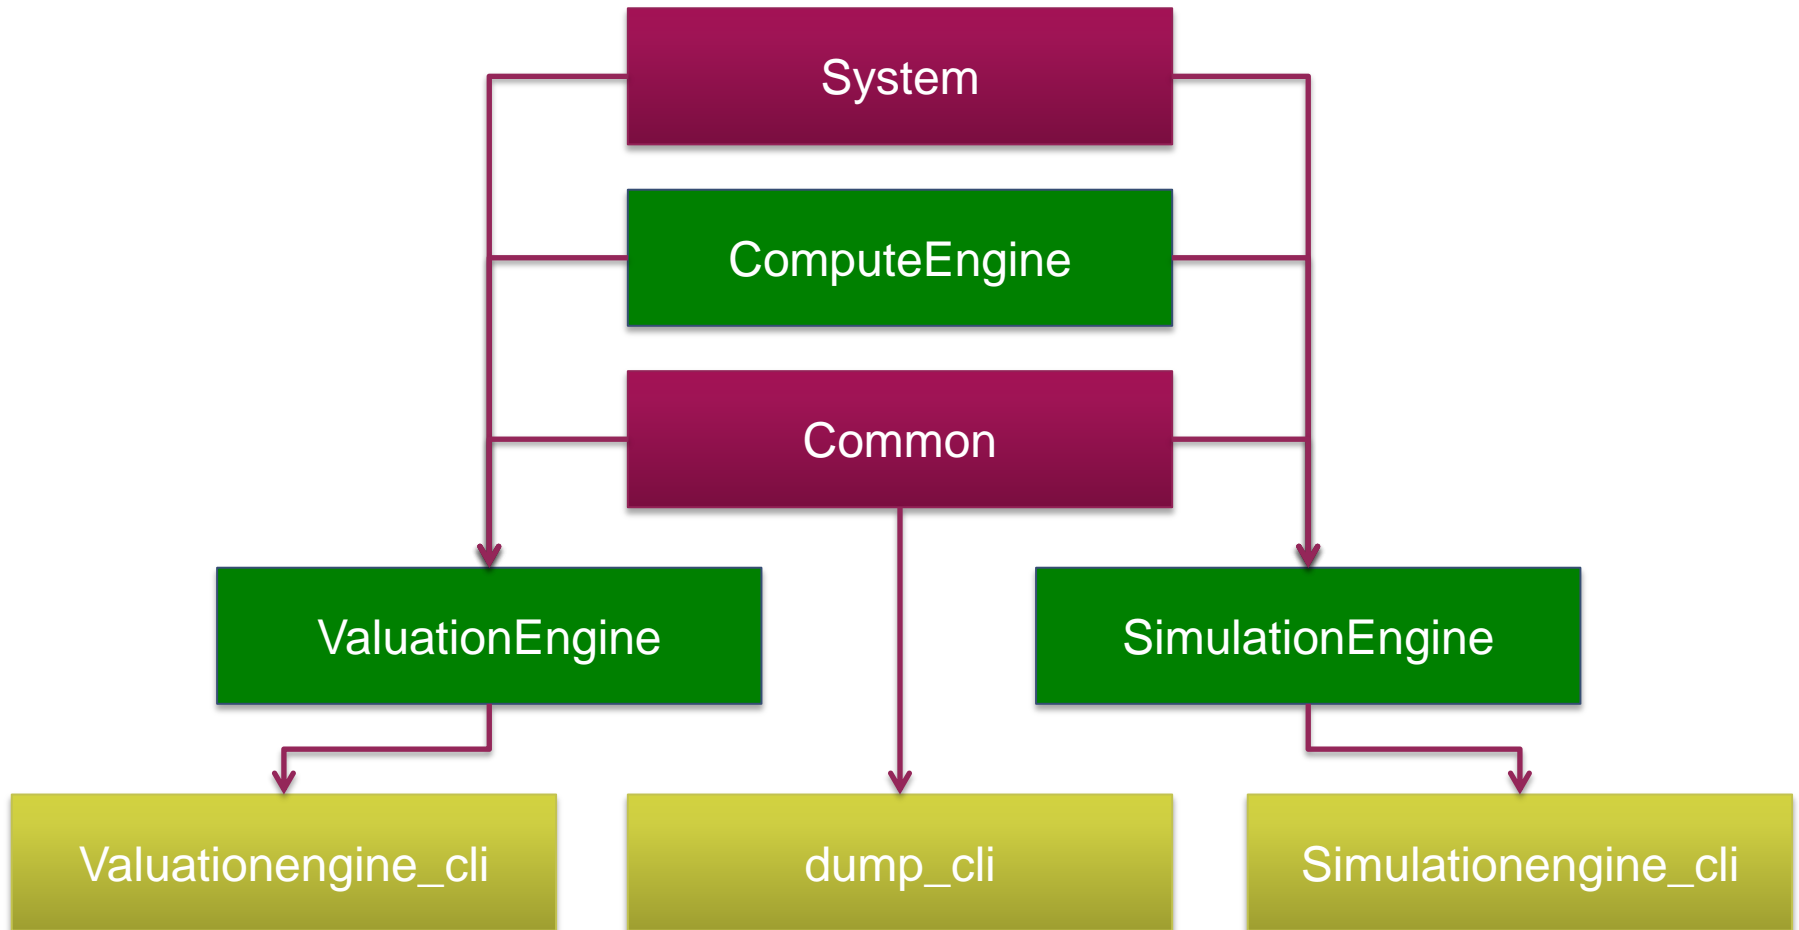 System
ComputeEngine
Common
ValuationEngine
SimulationEngine
Valuationengine_cli
dump_cli
Simulationengine_cli